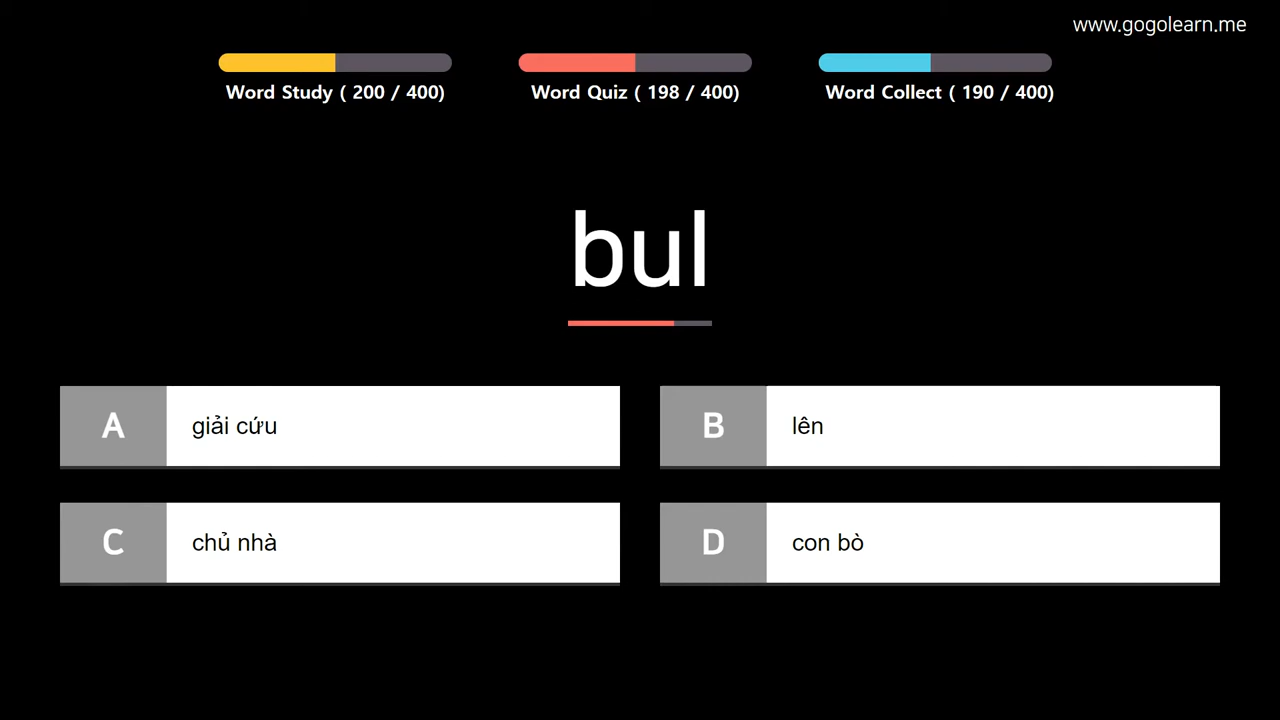 www.gogolearn.me
Word Study ( 200 / 400)
Word Quiz ( 198 / 400)
Word Collect ( 190 / 400)
bul
A giải cứu
B lên
C chủ nhà
D con bò